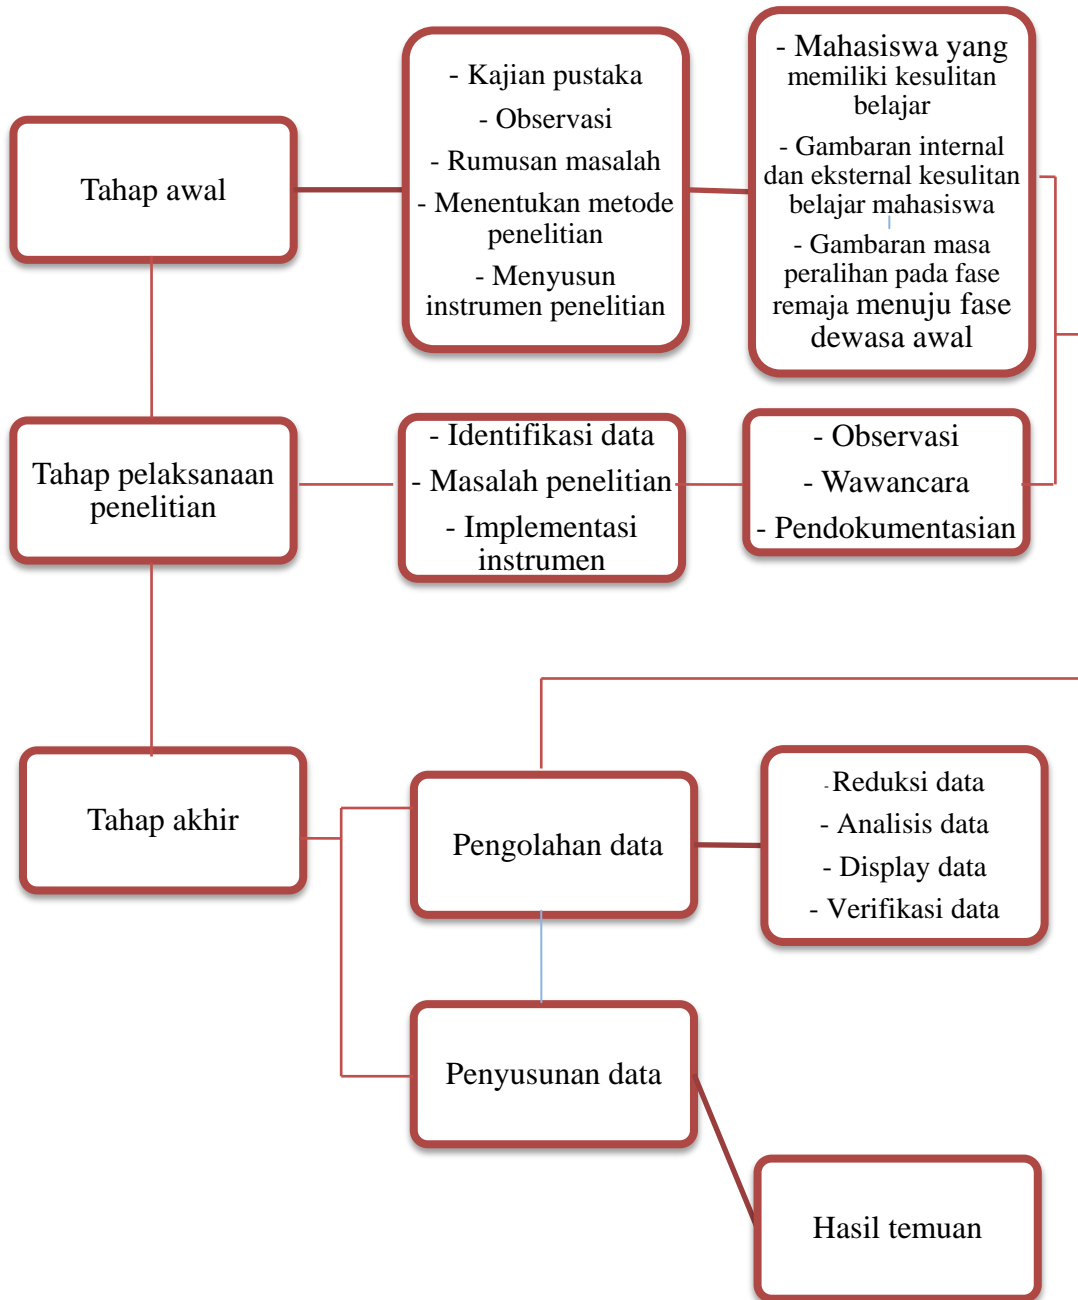 Tahap awal
- Kajian pustaka
- Observasi
- Rumusan masalah
- Menentukan metode
penelitian
- Menyusun
instrumen penelitian
- Mahasiswa yang
memiliki kesulitan
belajar
- Gambaran internal
dan eksternal kesulitan
belajar mahasiswa
- Gambaran masa
peralihan pada fase
remaja menuju fase
dewasa awal
Tahap pelaksanaan
penelitian
- Identifikasi data
- Masalah penelitian
- Implementasi
instrumen
- Observasi
- Wawancara
- Pendokumentasian
Tahap akhir
Pengolahan data
- Reduksi data
- Analisis data
- Display data
- Verifikasi data
Penyusunan data
Hasil temuan